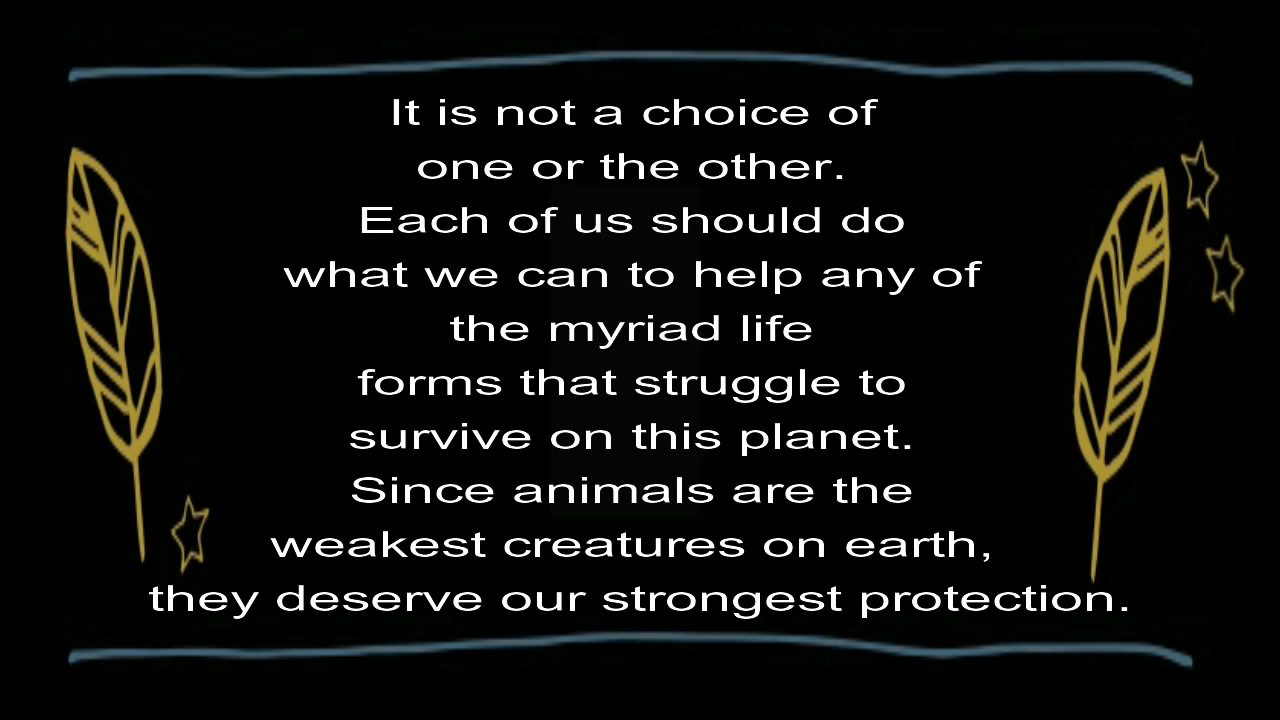 It is not a choice of
one or the other.
Each of us should do
what we can to help any of
the myriad life
forms that struggle to
survive on this planet.
Since animals are the
weakest creatures on earth,
they deserve our strongest protection.